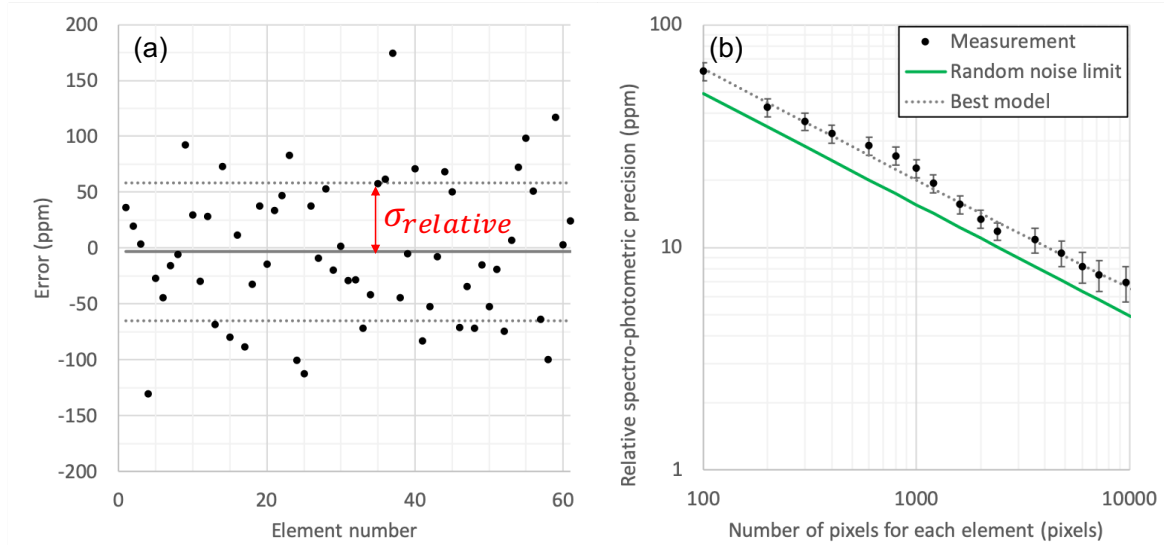 (a)
200
150
100
50
0
-50
-100
-150
-200
Error (ppm)
σrelative
0
20
40
60
Element number
(b)
Measurement
Random noise limit
Best model
100
10
1
Relative spectro-photometric precision (ppm)
100
1000
10000
Number of pixels for each element (pixels)